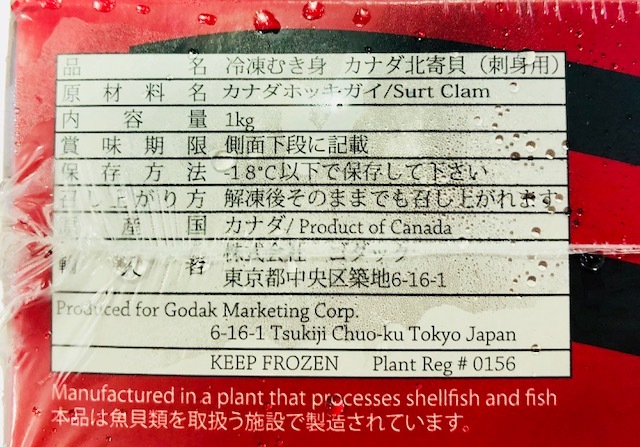 品名 冷凍むき身 カナダ北寄貝（刺身用）
原材料名 カナダホッキガイ/Surt Clam
内容量 1kg
賞味期限 側面下段に記載
保存方法 -18°C以下で保存して下さい
召し上がり方 解凍後そのままでも召し上がれます
原産国 カナダ/ Product of Canada
輸入者 株式会社 ゴダック
東京都中央区築地6-16-1
Produced for Godak Marketing Corp.
6-16-1 Tsukiji Chuo-ku Tokyo Japan
KEEP FROZEN Plant Reg # 0156
Manufactured in a plant that processes shellfish and fish
本品は魚貝類を取扱う施設で製造されています。